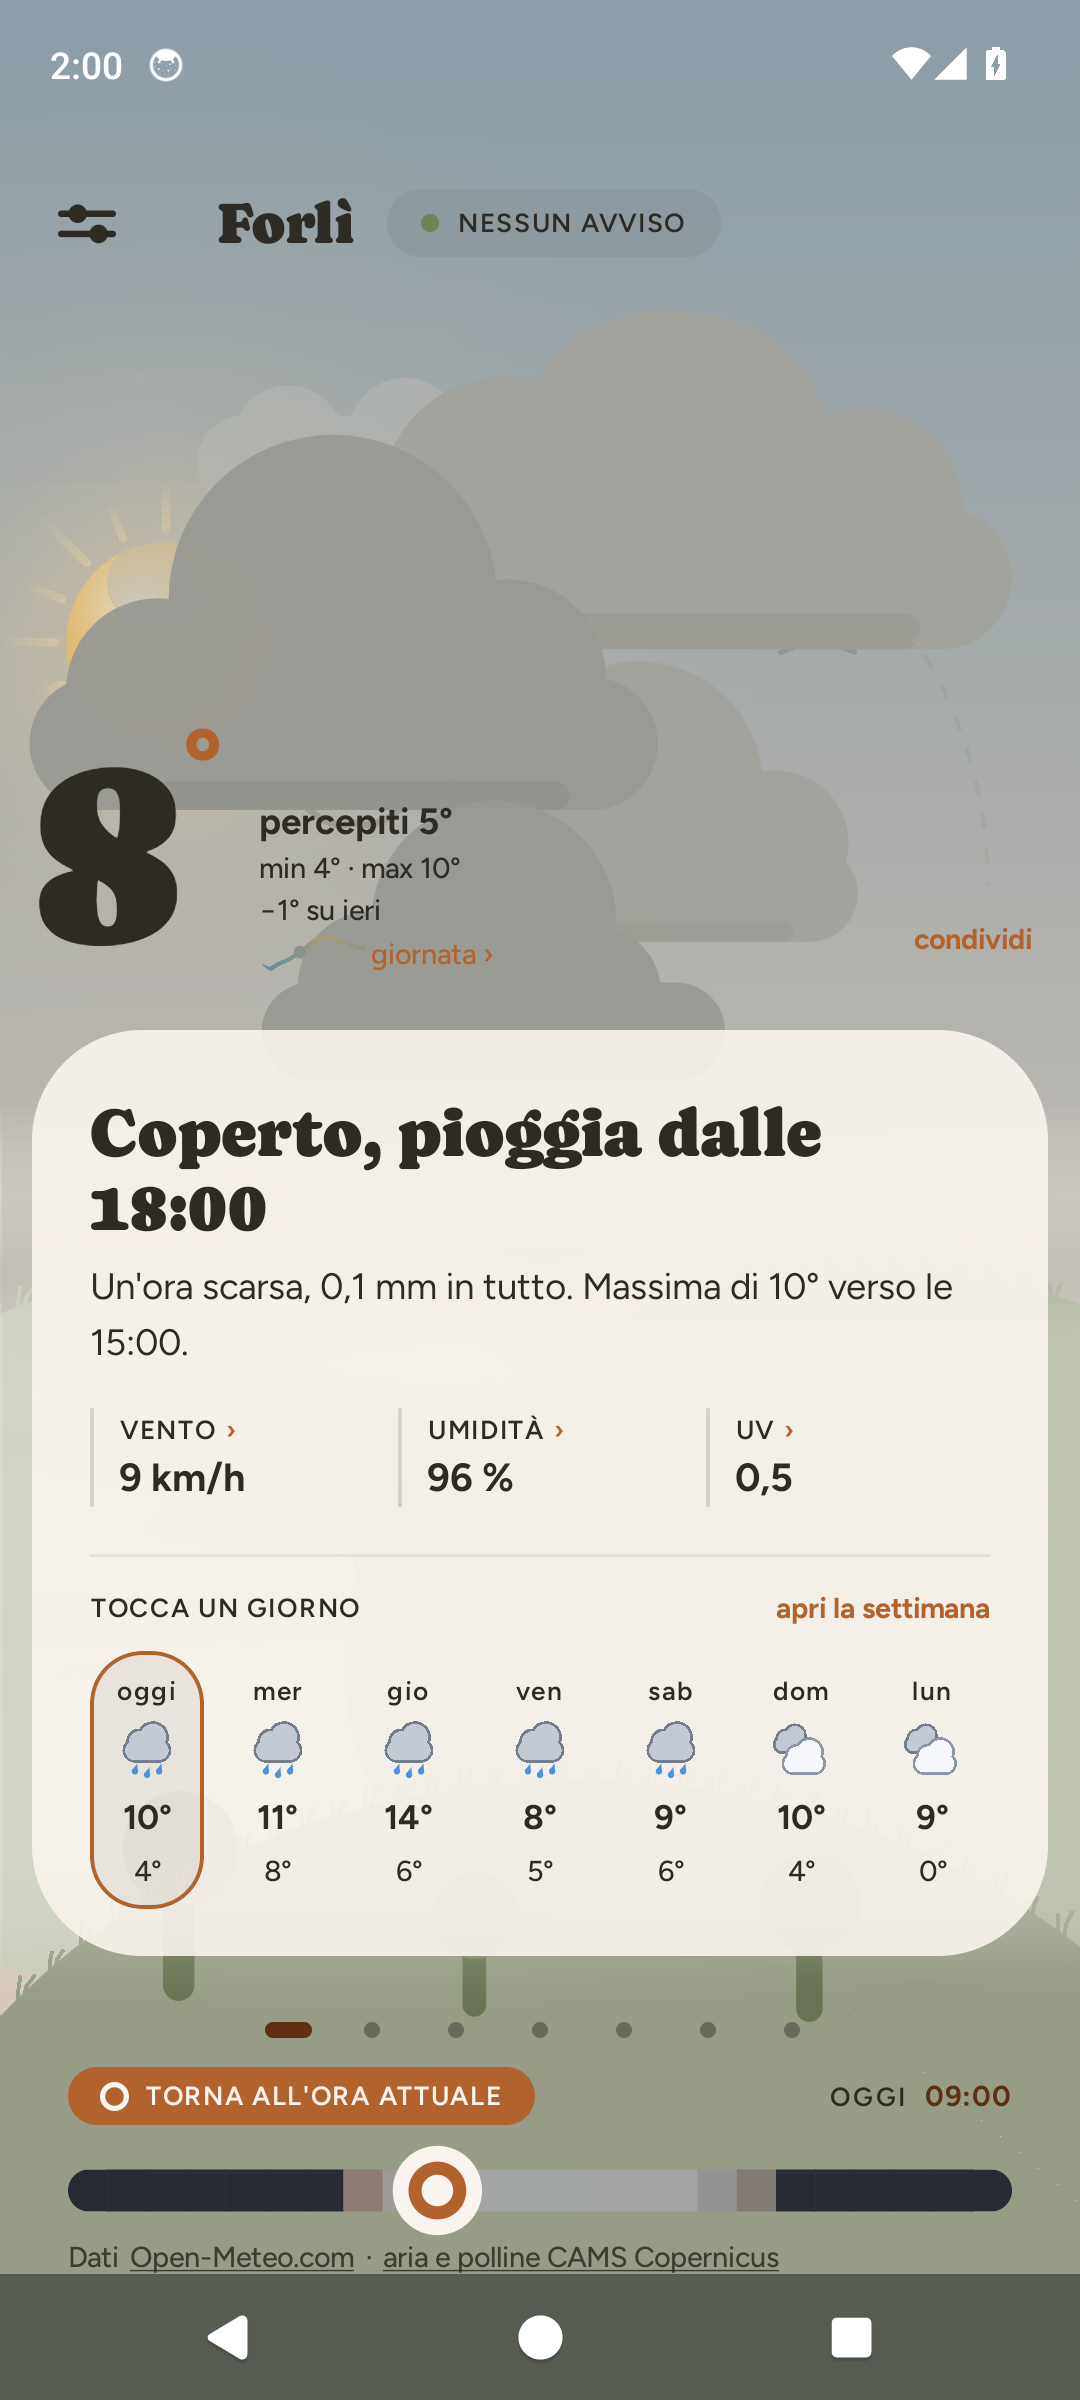 2:00
Forlì
NESSUN AVVISO
8°
percepiti 5°
min 4° · max 10°
−1° su ieri
giornata ›
condividi
Coperto, pioggia dalle
18:00
Un'ora scarsa, 0,1 mm in tutto. Massima di 10° verso le
15:00.
VENTO › UMIDITÀ › UV ›
9 km/h 96 % 0,5
TOCCA UN GIORNO apri la settimana
oggi mer gio ven sab dom lun
10° 11° 14° 8° 9° 10° 9°
4° 8° 6° 5° 6° 4° 0°
TORNA ALL'ORA ATTUALE OGGI 09:00
Dati Open-Meteo.com · aria e polline CAMS Copernicus